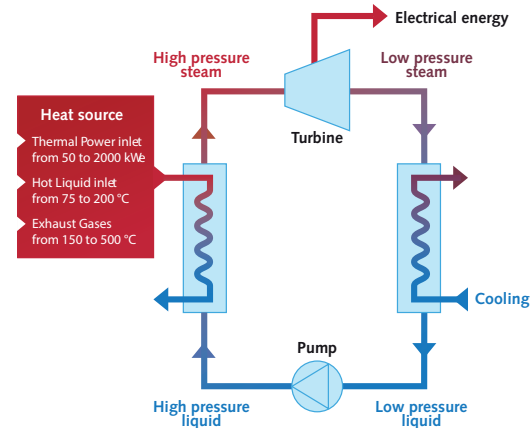 Electrical energy
High pressure
steam
Low pressure
steam
Turbine
Heat source
Thermal Power inlet
from 50 to 2000 kWe
Hot Liquid inlet
from 75 to 200 °C
Exhaust Gases
from 150 to 500 °C
Cooling
Pump
High pressure
liquid
Low pressure
liquid